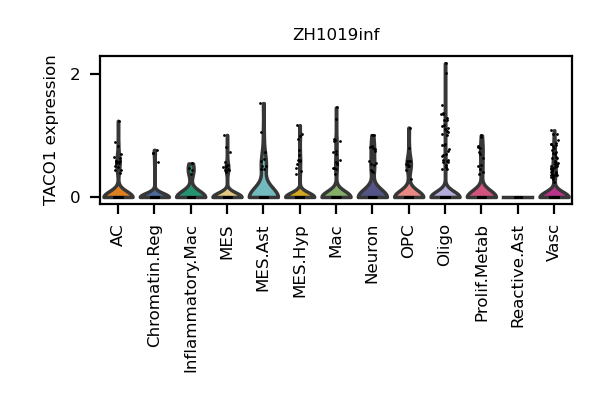 ZH1019inf
TACO1 expression
2
0
AC
Chromatin.Reg
Inflammatory.Mac
MES
MES.Ast
MES.Hyp
Mac
Neuron
OPC
Oligo
Prolif.Metab
Reactive.Ast
Vasc